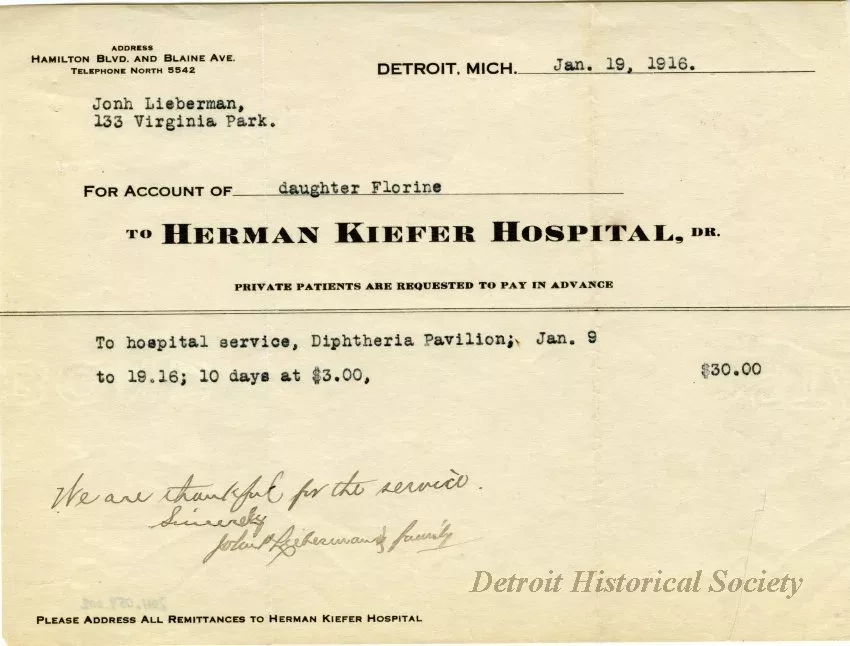 ADDRESS
HAMILTON BLVD. AND BLAINE AVE.
TELEPHONE NORTH 5542
DETROIT, MICH. Jan. 19, 1916.
Jonh Lieberman,
133 Virginia Park.
FOR ACCOUNT OF daughter Florine
TO HERMAN KIEFER HOSPITAL, DR.
PRIVATE PATIENTS ARE REQUESTED TO PAY IN ADVANCE
To hospital service, Diphtheria Pavilion; Jan. 9
to 19.16; 10 days at $3.00, $30.00
We are thankful for the service.
Sincerely
John Lieberman & family
Detroit Historical Society
PLEASE ADDRESS ALL REMITTANCES TO HERMAN KIEFER HOSPITAL